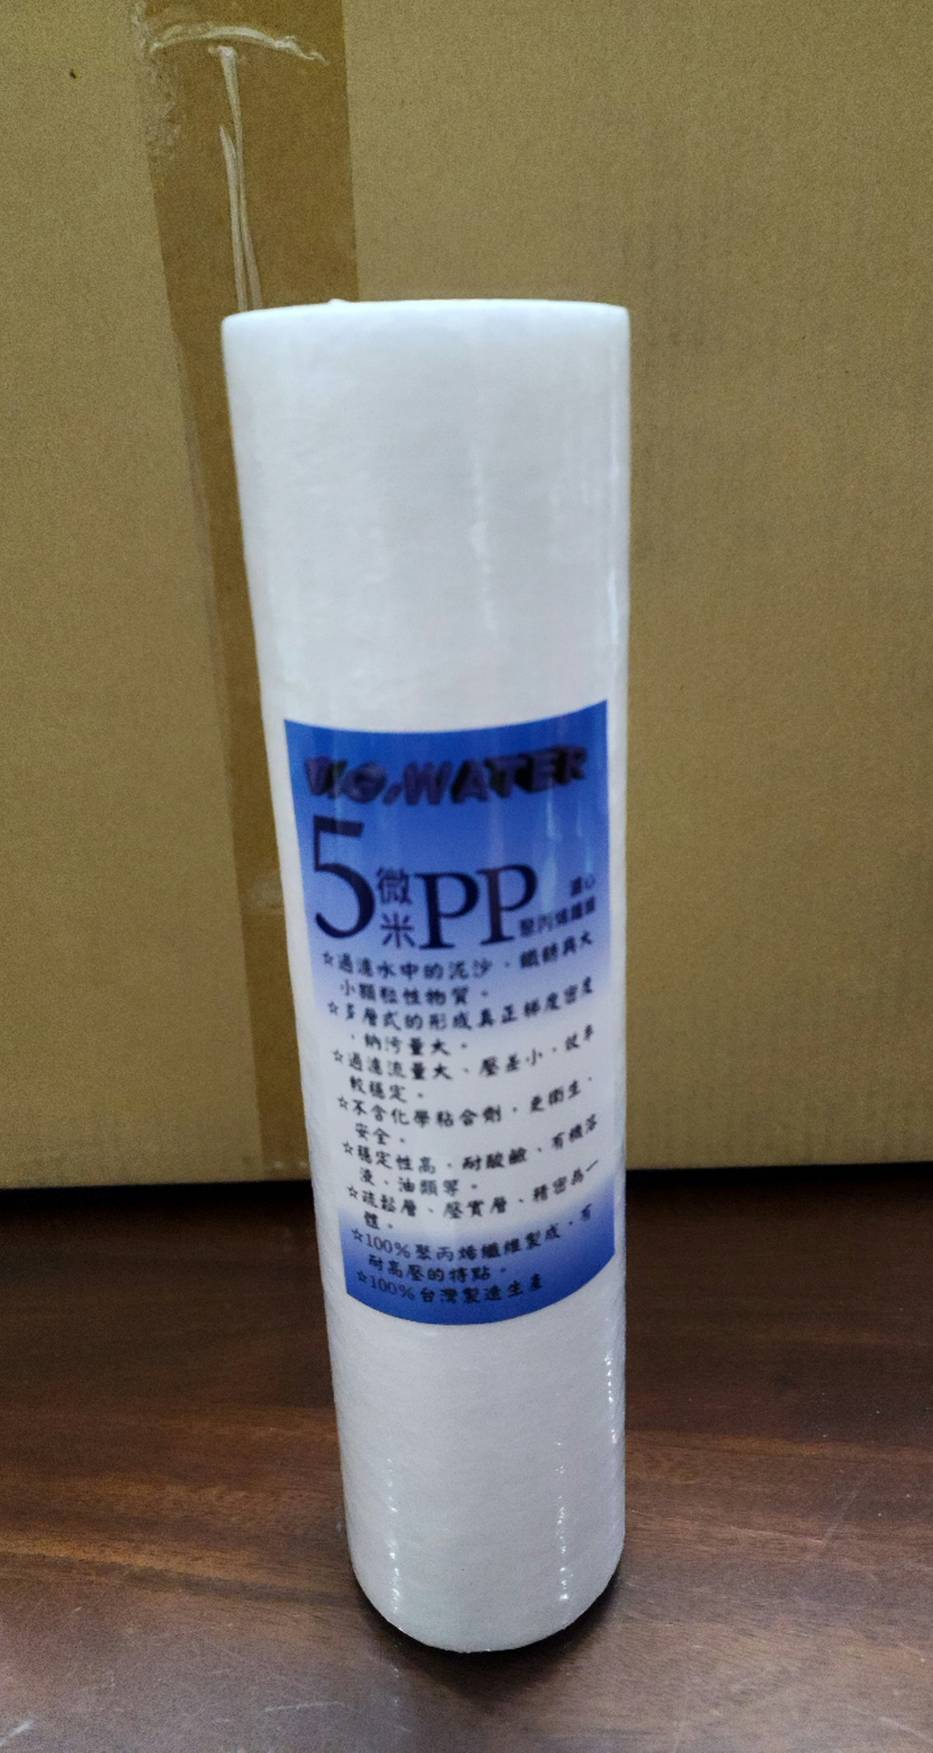 WATER
5微米PP
濾心
聚丙烯纖維
☆過濾水中的泥沙、鐵銹與大
小顆粒性物質。
☆多層式的形成真正梯度密度
，納污量大。
☆過濾流量大、壓差小，效率
較穩定。
☆不含化學粘合劑，更衛生、
安全。
☆穩定性高、耐酸鹼、有機溶
液、油類等。
☆疏鬆層、壓實層、精密為一
體。
☆100%聚丙烯纖維製成，有
耐高壓的特點。
☆100%台灣製造生產